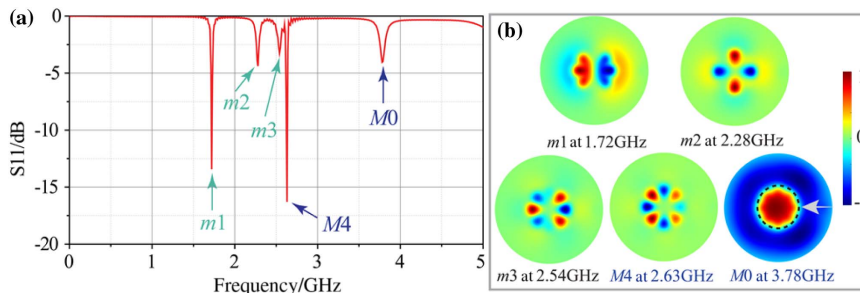 (a)
0
-5
-10
-15
-20
S11/dB
m1
m2
m3
M4
M0
0 1 2 3 4 5
Frequency/GHz
(b)
m1 at 1.72GHz
m2 at 2.28GHz
m3 at 2.54GHz
M4 at 2.63GHz
M0 at 3.78GHz